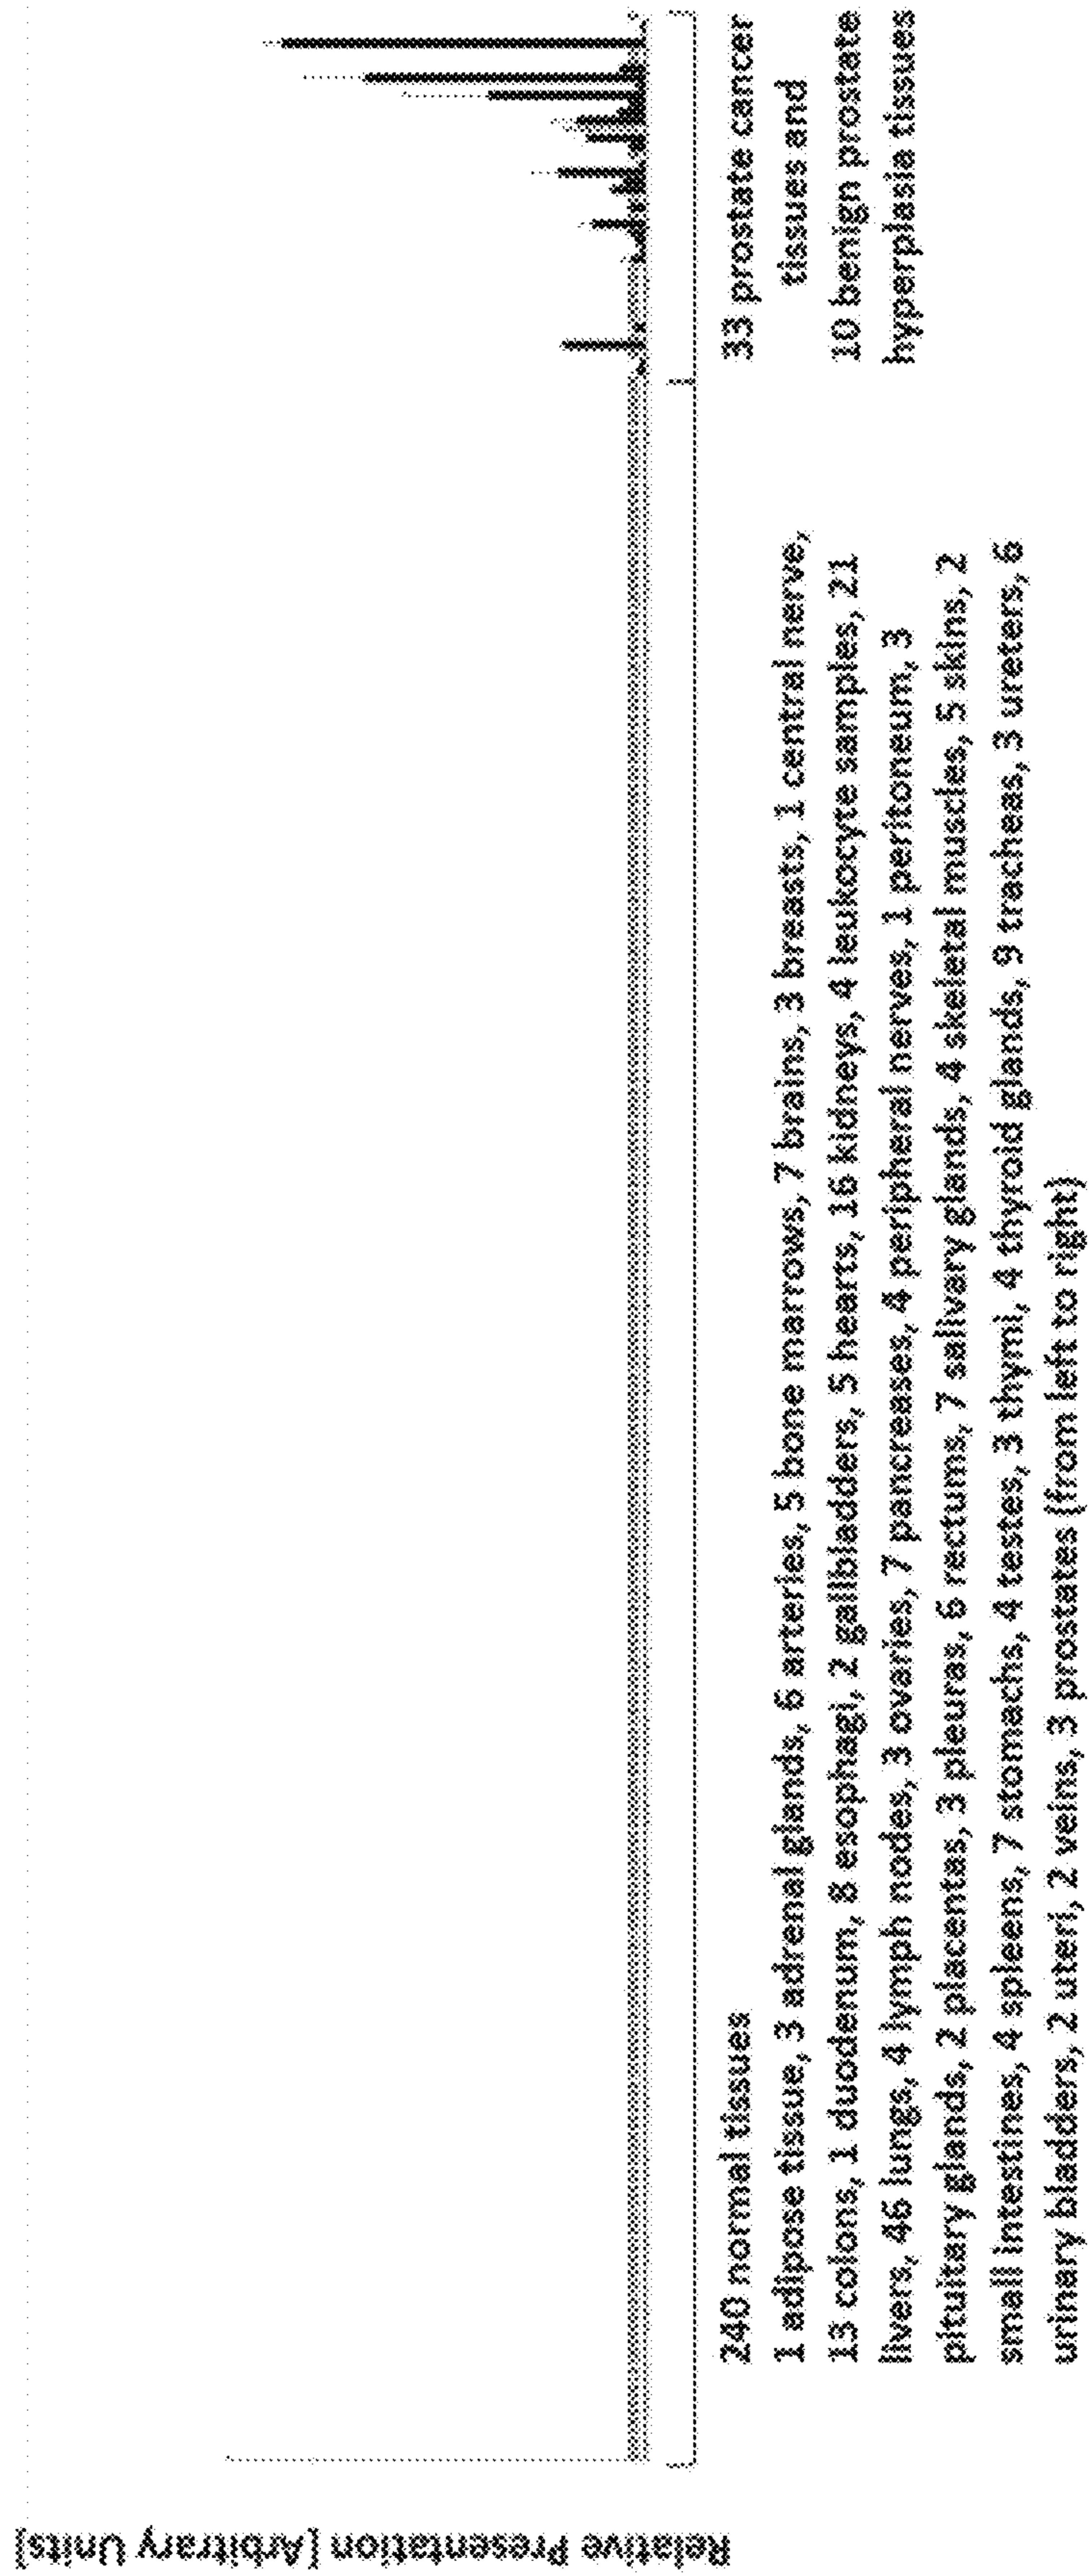 Relative Presentation [Arbitrary Units]
240 normal tissues
1 adipose tissue, 3 adrenal glands, 6 arteries, 5 bone marrows, 7 brains, 3 breasts, 1 central nerve,
13 colons, 1 duodenum, 8 esophagi, 2 gallbladders, 5 hearts, 16 kidneys, 4 leukocyte samples, 21
livers, 46 lungs, 4 lymph nodes, 3 ovaries, 7 pancreases, 4 peripheral nerves, 1 peritoneum, 3
pituitary glands, 2 placentas, 3 pleuras, 6 rectums, 7 salivary glands, 4 skeletal muscles, 5 skins, 2
small intestines, 4 spleens, 7 stomachs, 4 testes, 3 thymi, 4 thyroid glands, 9 tracheas, 3 ureters, 6
urinary bladders, 2 uteri, 2 veins, 3 prostates (from left to right)
33 prostate cancer
tissues and
10 benign prostate
hyperplasia tissues